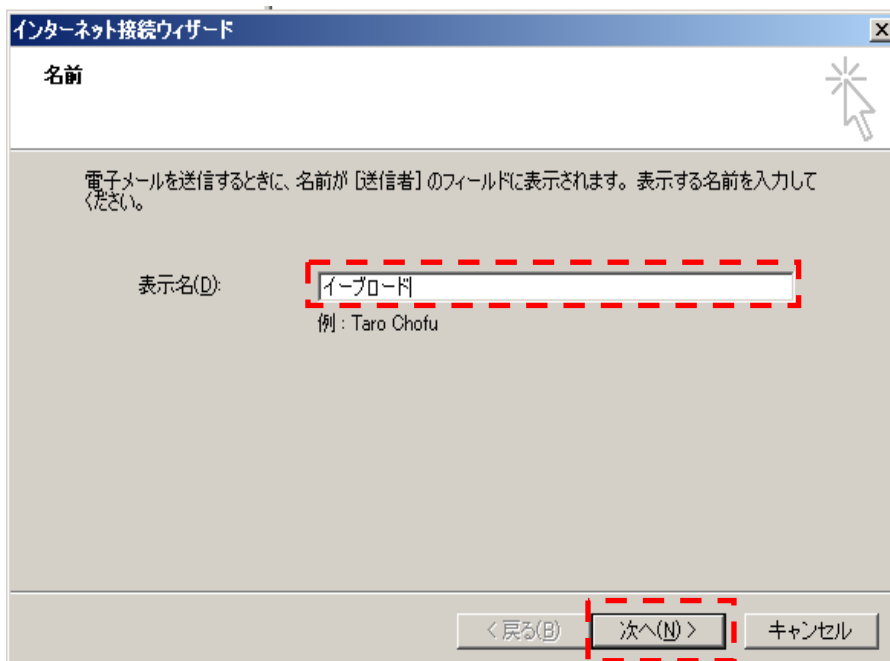 インターネット接続ウィザード
名前
電子メールを送信するときに、名前が [送信者] のフィールドに表示されます。表示する名前を入力して
ください。
表示名(D):
イーブロード
例 : Taro Chofu
< 戻る(B)
次へ(N) >
キャンセル